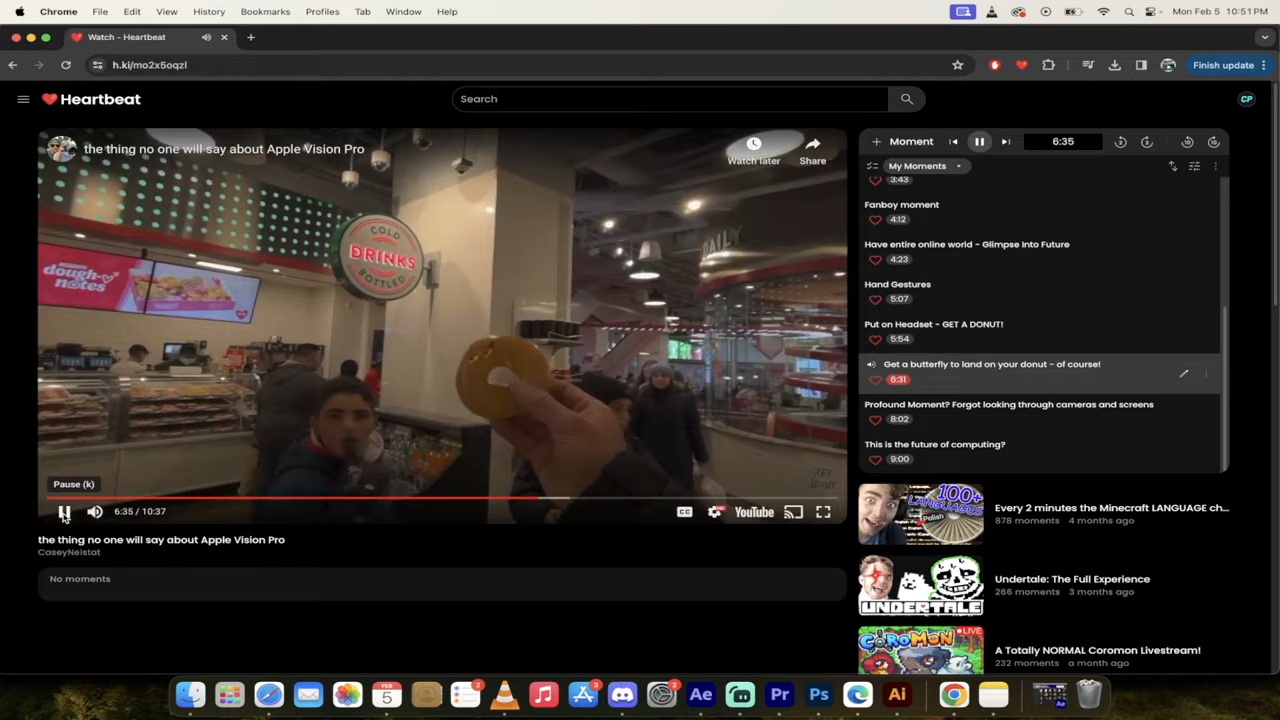 Chrome File Edit View History Bookmarks Profiles Tab Window Help Mon Feb 5 10:51 PM
Watch - Heartbeat
h.ki/mo2x5oqzl Finish update
Heartbeat Search CP
the thing no one will say about Apple Vision Pro
Watch later Share
COLD
DRINKS
BOTTLED
dough-
notes
DAILY
Pause (k)
6:35 / 10:37 CC YouTube
the thing no one will say about Apple Vision Pro
CaseyNeistat
No moments
Moment 6:35
My Moments
3:43
Fanboy moment
4:12
Have entire online world - Glimpse Into Future
4:23
Hand Gestures
5:07
Put on Headset - GET A DONUT!
5:54
Get a butterfly to land on your donut - of course!
6:31
Profound Moment? Forgot looking through cameras and screens
8:02
This is the future of computing?
9:00
100+
LANGUAGES
Polish
Every 2 minutes the Minecraft LANGUAGE ch...
878 moments 4 months ago
UNDERTALE
Undertale: The Full Experience
266 moments 3 months ago
COROMON
LIVE
A Totally NORMAL Coromon Livestream!
232 moments a month ago
FEB
5
2
3
2
Ae
Pr
Ps
Ai